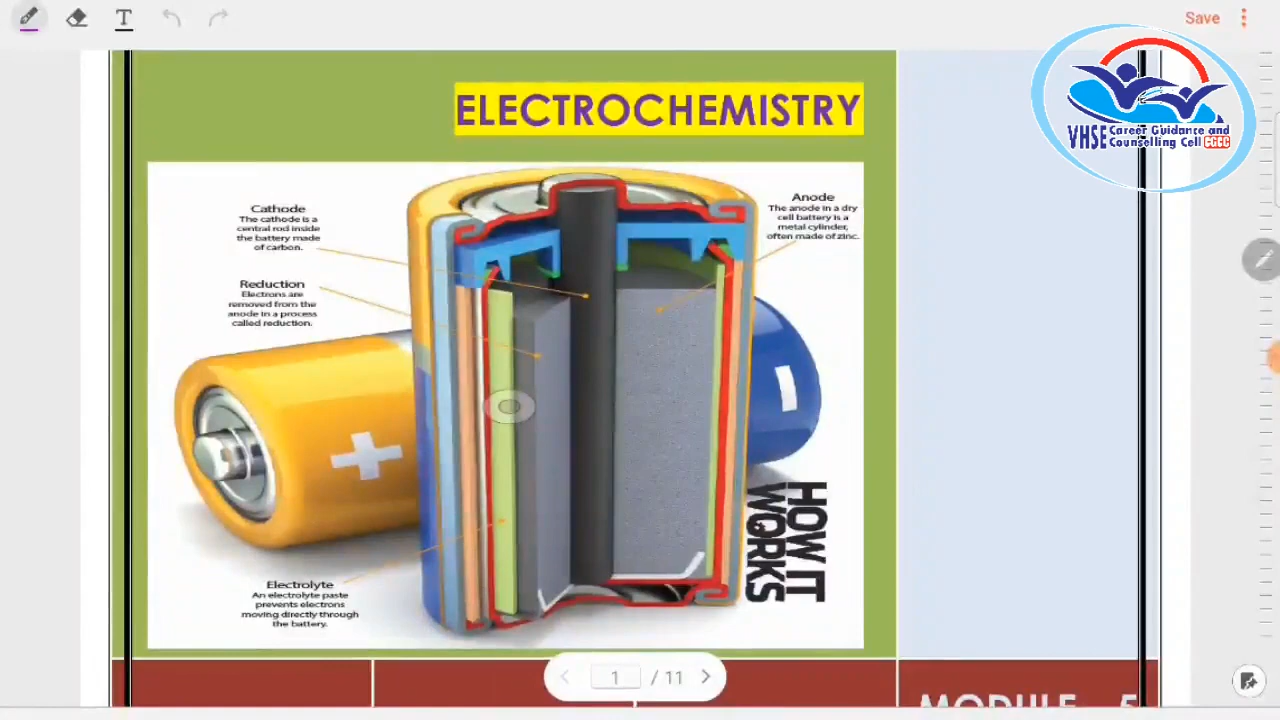 T
Save
ELECTROCHEMISTRY
VHSE Career Guidance and
Counselling Cell CGCC
Cathode
The cathode is a
central rod inside
the battery made
of carbon.
Anode
The anode in a dry
cell battery is a
metal cylinder,
often made of zinc.
Reduction
Electrons are
removed from the
anode in a process
called reduction.
HOW IT
WORKS
Electrolyte
An electrolyte paste
prevents electrons
moving directly through
the battery.
1 / 11
MODULE 5